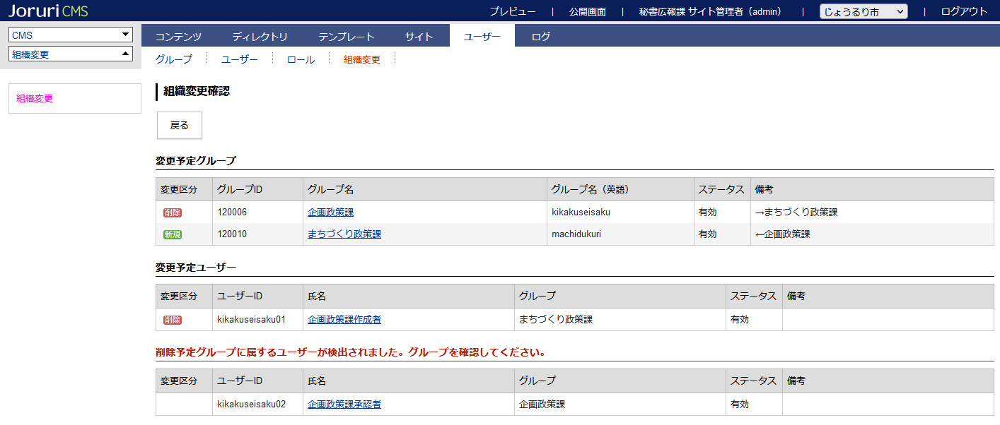 Joruri CMS
プレビュー | 公開画面 | 秘書広報課 サイト管理者（admin） | じょうるり市 | ログアウト
CMS
組織変更
コンテンツ ディレクトリ テンプレート サイト ユーザー ログ
グループ ユーザー ロール 組織変更
組織変更
組織変更確認
戻る
変更予定グループ
変更区分 グループID グループ名 グループ名（英語） ステータス 備考
削除 120006 企画政策課 kikakuseisaku 有効 →まちづくり政策課
新規 120010 まちづくり政策課 machidukuri 有効 ←企画政策課
変更予定ユーザー
変更区分 ユーザーID 氏名 グループ ステータス 備考
削除 kikakuseisaku01 企画政策課作成者 まちづくり政策課 有効
削除予定グループに属するユーザーが検出されました。グループを確認してください。
変更区分 ユーザーID 氏名 グループ ステータス 備考
kikakuseisaku02 企画政策課承認者 企画政策課 有効